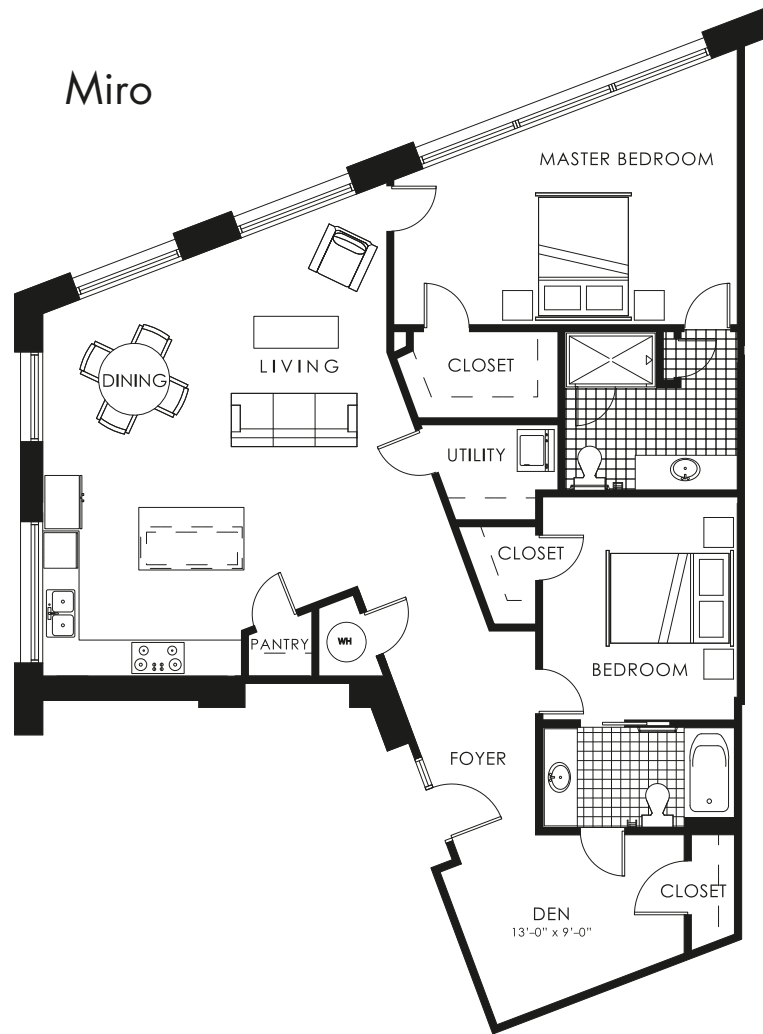 Miro
MASTER BEDROOM
LIVING
CLOSET
DINING
UTILITY
CLOSET
PANTRY
WH
BEDROOM
FOYER
CLOSET
DEN
13'-0" x 9'-0"